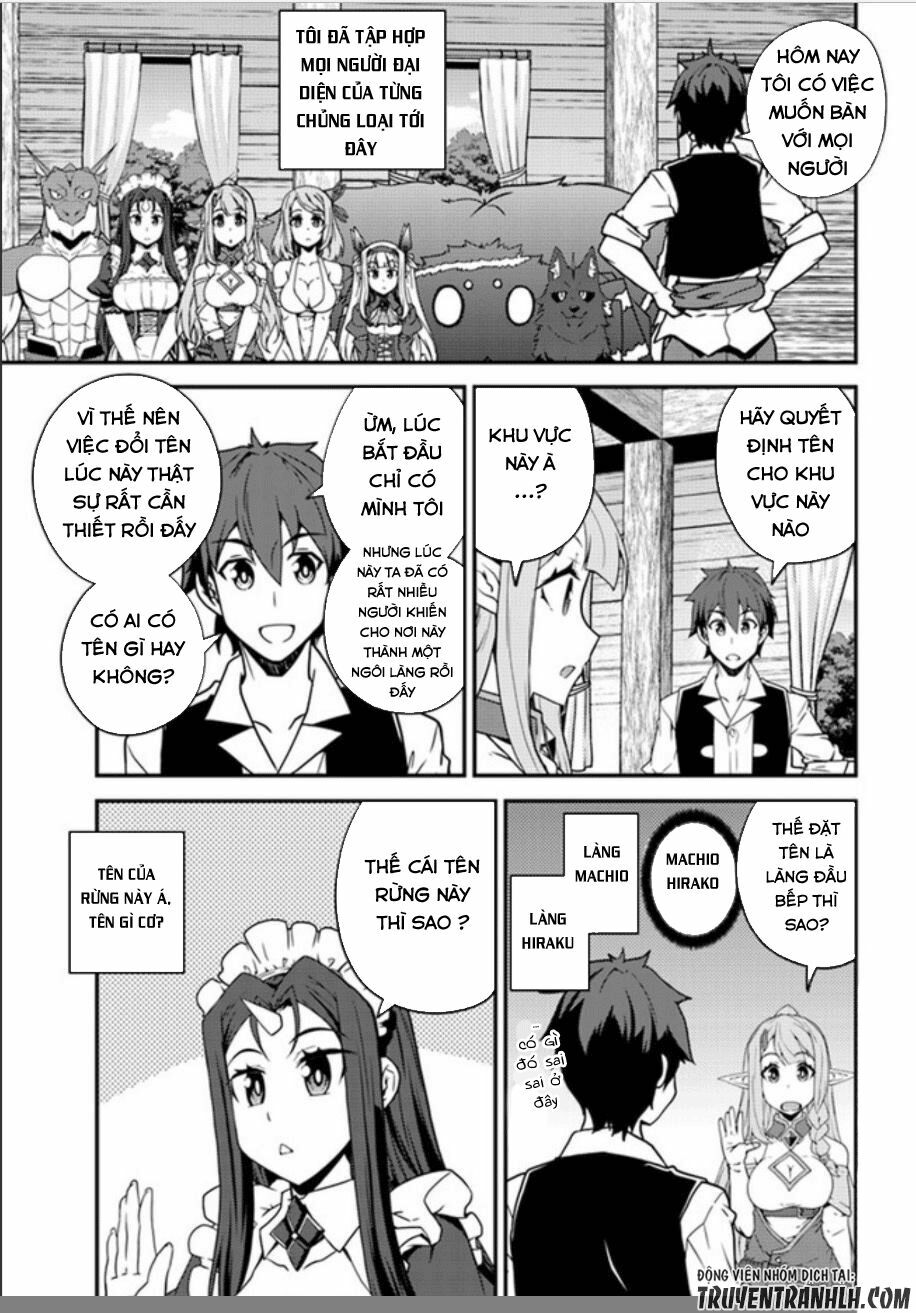 HÔM NAY
TÔI CÓ VIỆC
MUỐN BÀN
VỚI MỌI
NGƯỜI
TÔI ĐÃ TẬP HỢP
MỌI NGƯỜI ĐẠI
DIỆN CỦA TỪNG
CHỦNG LOẠI TỚI
ĐÂY
HÃY QUYẾT
ĐỊNH TÊN
CHO KHU
VỰC NÀY
NÀO
KHU VỰC
NÀY À
...?
ỪM, LÚC
BẮT ĐẦU
CHỈ CÓ
MÌNH TÔI
NHƯNG LÚC
NÀY TA ĐÃ CÓ
RẤT NHIỀU
NGƯỜI KHIẾN
CHO NƠI NÀY
THÀNH MỘT
NGÔI LÀNG RỒI
ĐẤY
VÌ THẾ NÊN
VIỆC ĐỔI TÊN
LÚC NÀY THẬT
SỰ RẤT CẦN
THIẾT RỒI ĐẤY
CÓ AI CÓ
TÊN GÌ HAY
KHÔNG?
THẾ ĐẶT
TÊN LÀ
LÀNG ĐẦU
BẾP THÌ
SAO?
MACHIO
HIRAKO
LÀNG
MACHIO
LÀNG
HIRAKU
CÓ GÌ
ĐÓ SAI
SAI Ở
ĐÂY
THẾ CÁI TÊN
RỪNG NÀY
THÌ SAO ?
TÊN CỦA
RỪNG NÀY Á,
TÊN GÌ CƠ?
ĐỘNG VIÊN NHÓM DỊCH TẠI:
TRUYENTRANHLH.COM